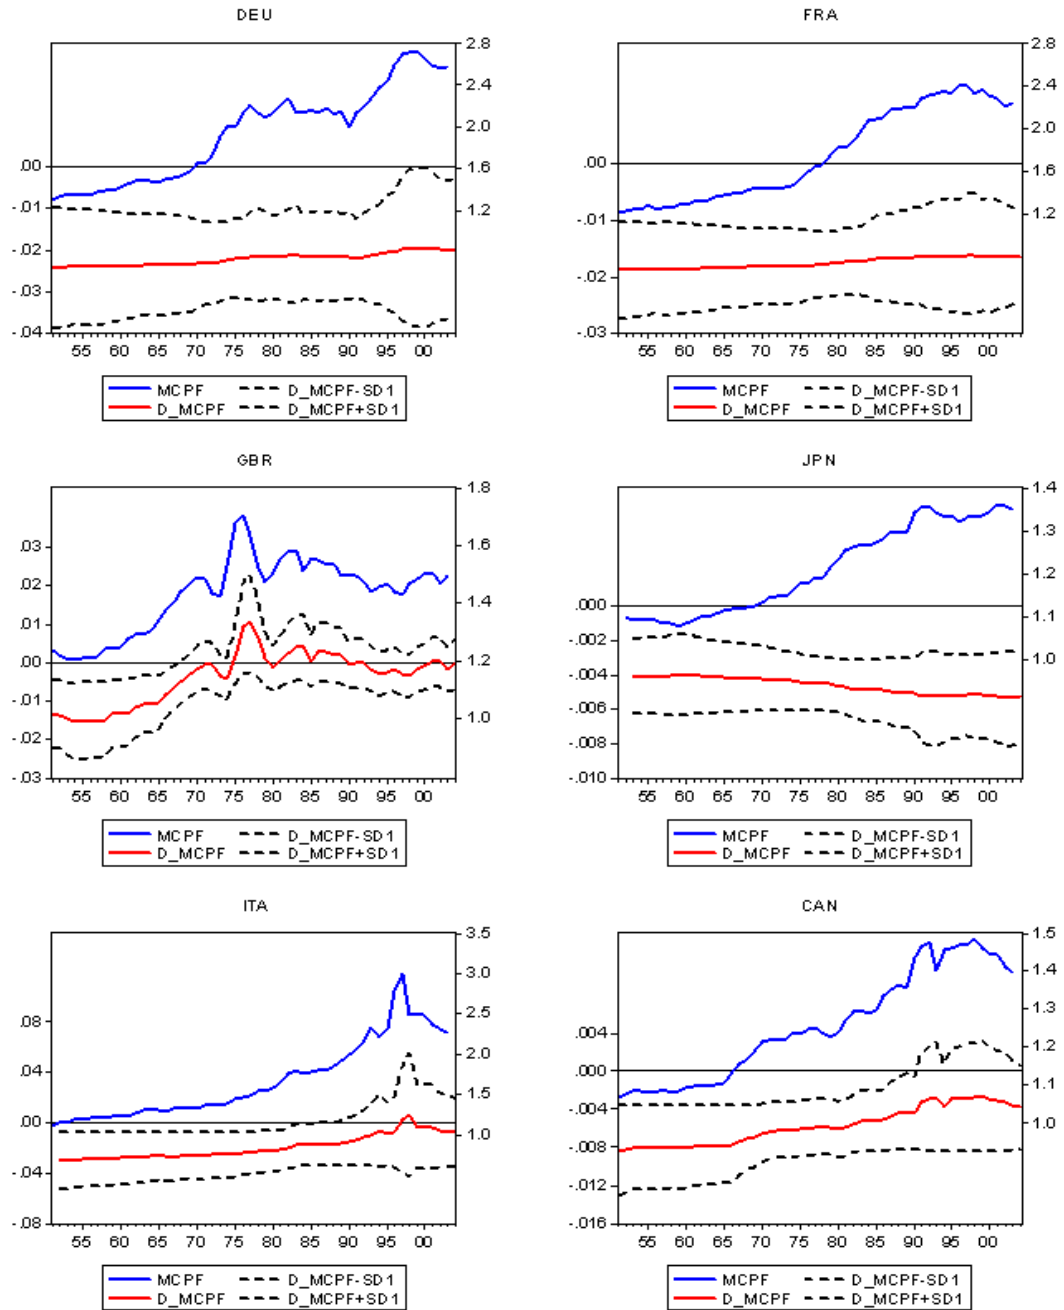 DEU
2.8
2.4
2.0
1.6
1.2
.00
-.01
-.02
-.03
-.04
55 60 65 70 75 80 85 90 95 00
MCPF D_MCPF-SD1
D_MCPF D_MCPF+SD1
FRA
2.8
2.4
2.0
1.6
1.2
.00
-.01
-.02
-.03
55 60 65 70 75 80 85 90 95 00
MCPF D_MCPF-SD1
D_MCPF D_MCPF+SD1
GBR
1.8
1.6
1.4
1.2
1.0
.03
.02
.01
.00
-.01
-.02
-.03
55 60 65 70 75 80 85 90 95 00
MCPF D_MCPF-SD1
D_MCPF D_MCPF+SD1
JPN
1.4
1.3
1.2
1.1
1.0
.000
-.002
-.004
-.006
-.008
-.010
55 60 65 70 75 80 85 90 95 00
MCPF D_MCPF-SD1
D_MCPF D_MCPF+SD1
ITA
3.5
3.0
2.5
2.0
1.5
1.0
.08
.04
.00
-.04
-.08
55 60 65 70 75 80 85 90 95 00
MCPF D_MCPF-SD1
D_MCPF D_MCPF+SD1
CAN
1.5
1.4
1.3
1.2
1.1
1.0
.004
.000
-.004
-.008
-.012
-.016
55 60 65 70 75 80 85 90 95 00
MCPF D_MCPF-SD1
D_MCPF D_MCPF+SD1